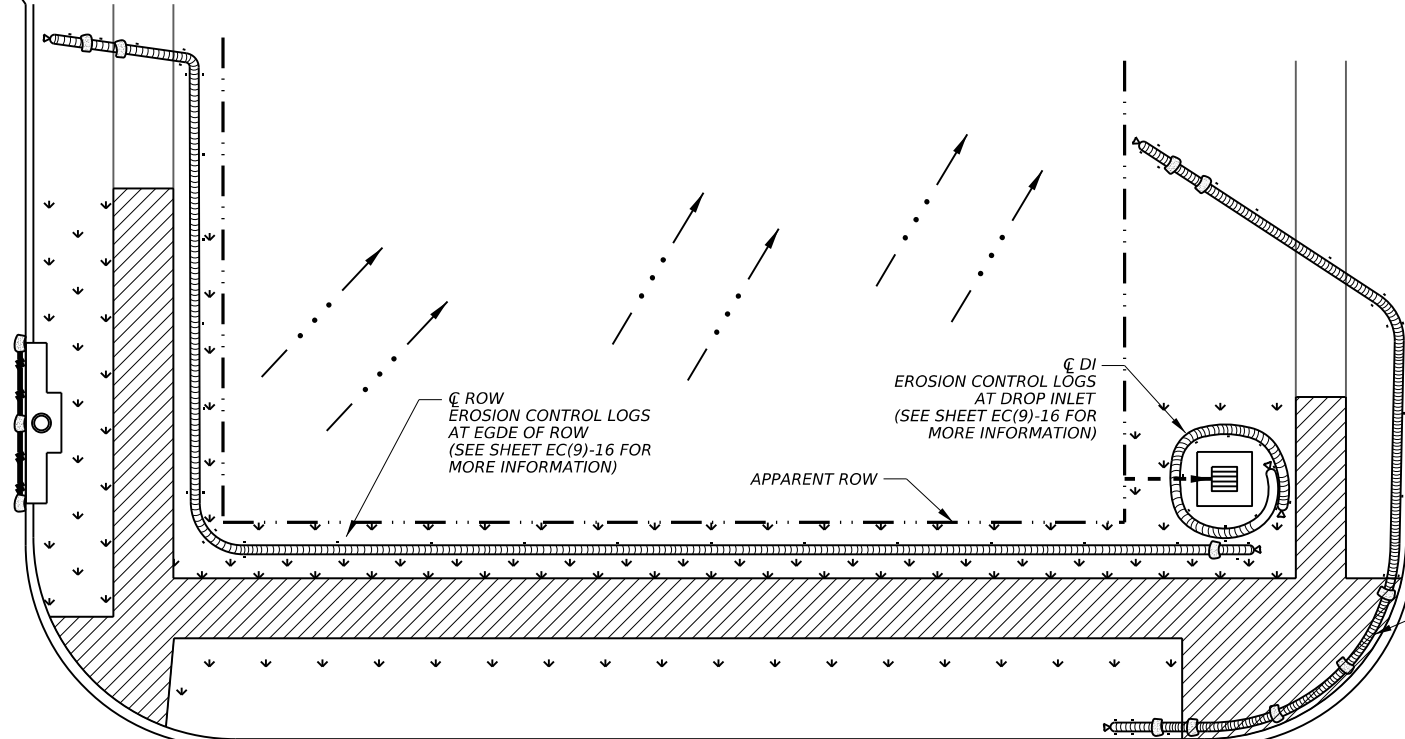 ℄ ROW
EROSION CONTROL LOGS
AT EGDE OF ROW
(SEE SHEET EC(9)-16 FOR
MORE INFORMATION)
℄ DI
EROSION CONTROL LOGS
AT DROP INLET
(SEE SHEET EC(9)-16 FOR
MORE INFORMATION)
APPARENT ROW